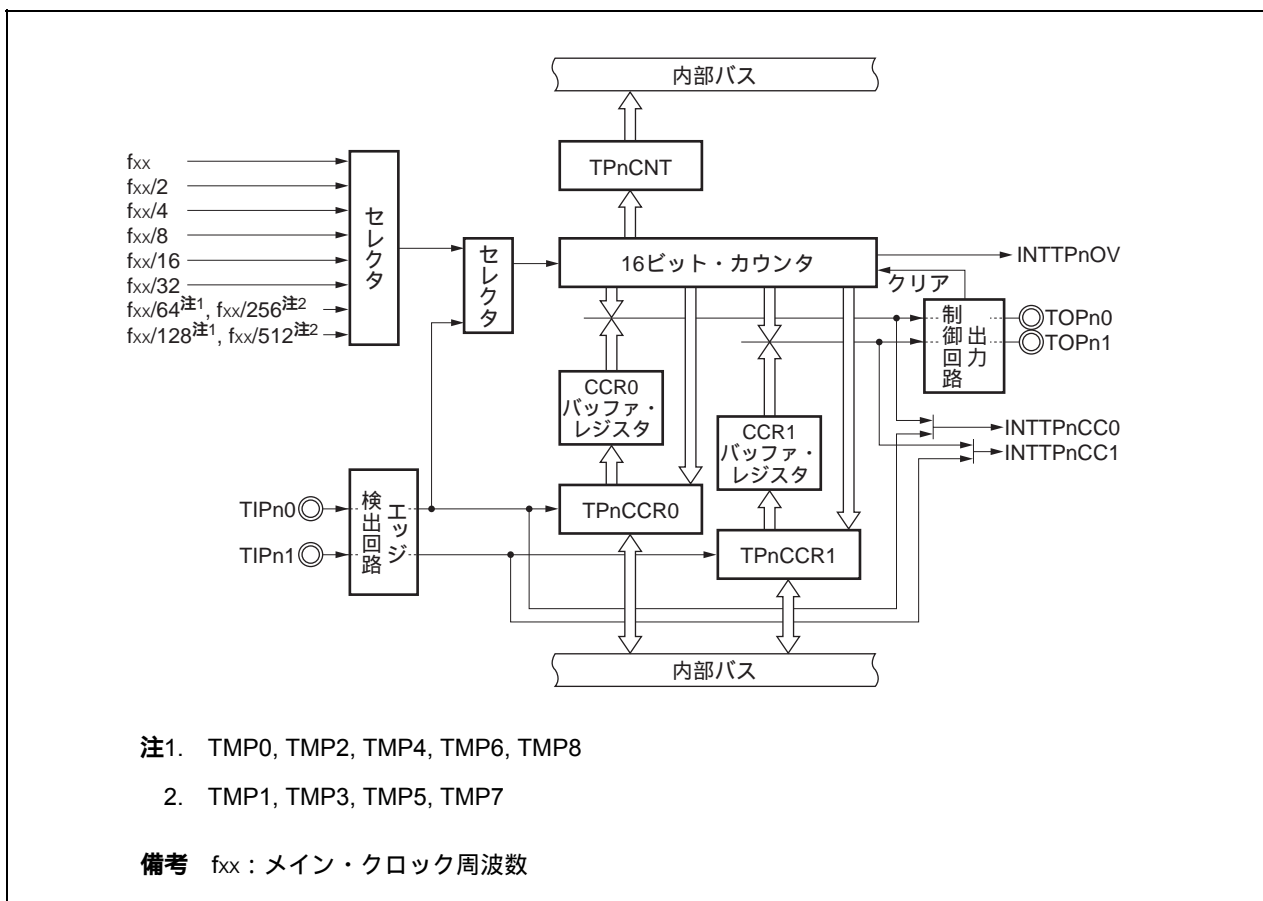 内部バス
TPnCNT
fxx
fxx/2
fxx/4
fxx/8
fxx/16
fxx/32
fxx/64注1, fxx/256注2
fxx/128注1, fxx/512注2
セレクタ
セレクタ
16ビット・カウンタ
INTTPnOV
クリア
出力
制御回路
TOPn0
TOPn1
CCR0
バッファ・
レジスタ
CCR1
バッファ・
レジスタ
INTTPnCC0
INTTPnCC1
TIPn0
TIPn1
エッジ
検出回路
TPnCCR0
TPnCCR1
内部バス
注1. TMP0, TMP2, TMP4, TMP6, TMP8
2. TMP1, TMP3, TMP5, TMP7
備考 fxx：メイン・クロック周波数